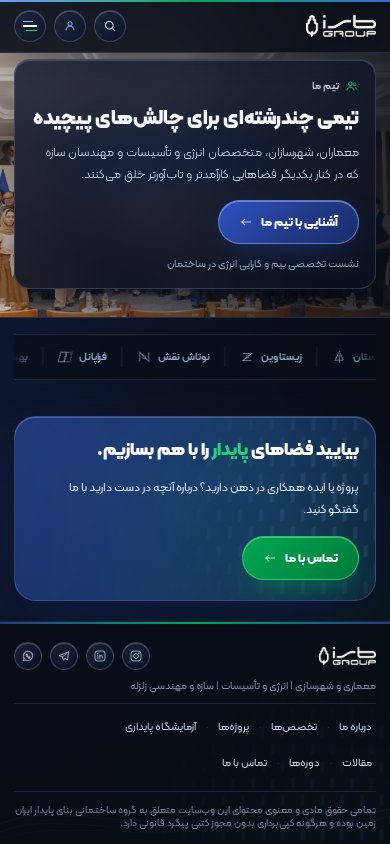 GROUP
تیم ما
تیمی چندرشته‌ای برای چالش‌های پیچیده
معماران، شهرسازان، متخصصان انرژی و تأسیسات و مهندسان سازه
که در کنار یکدیگر فضاهایی کارآمدتر و تاب‌آورتر خلق می‌کنند.
آشنایی با تیم ما
نشست تخصصی بیم و کارایی انرژی در ساختمان
ستان زیستاوین نوتاش نقش فراپانل
بیایید فضاهای پایدار را با هم بسازیم.
پروژه یا ایده همکاری در ذهن دارید؟ درباره آنچه در دست دارید با ما
گفتگو کنید.
تماس با ما
GROUP
معماری و شهرسازی | انرژی و تأسیسات | سازه و مهندسی زلزله
درباره ما · تخصص‌ها · پروژه‌ها · آزمایشگاه پایداری
مقالات · دوره‌ها · تماس با ما
تمامی حقوق مادی و معنوی محتوای این وب‌سایت متعلق به گروه ساختمانی بنای پایدار ایران
زمین بوده و هرگونه کپی‌برداری بدون مجوز کتبی پیگرد قانونی دارد.